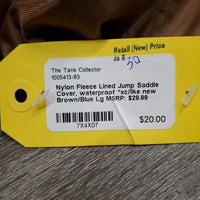 Retail (New) Price
is $ 30
The Tack Collector
1005413-83
Nylon Fleece Lined Jump Saddle
Cover, waterproof *xc/like new
Brown/Blue Lg MSRP: $29.99
7X4XD7
$20.00